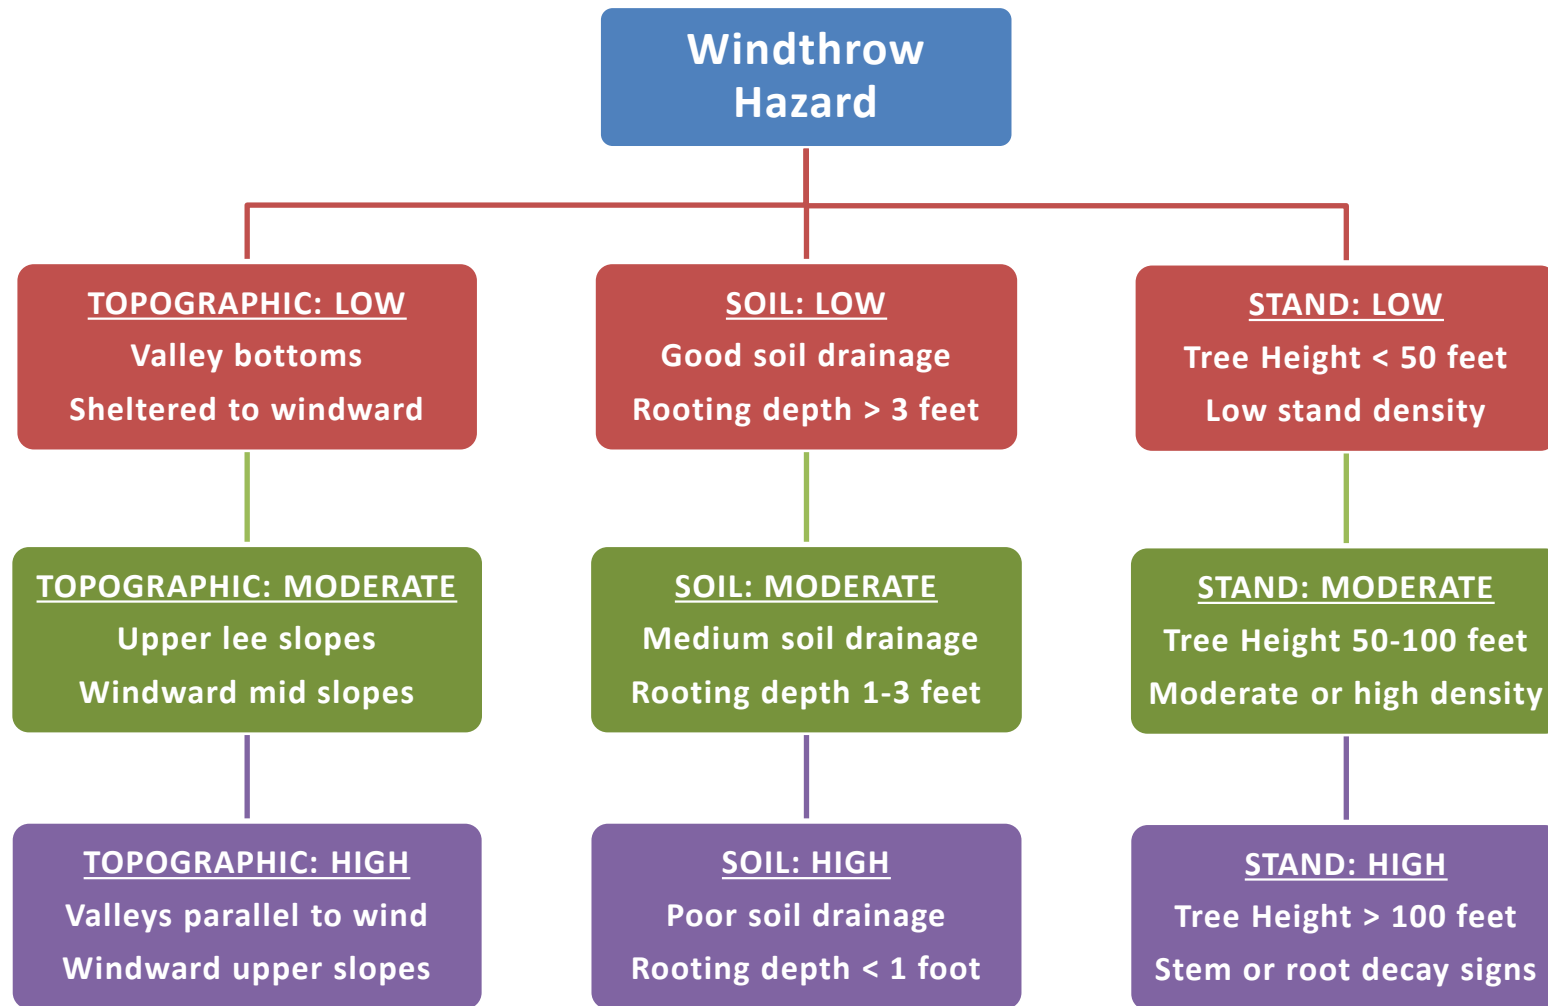 Windthrow
Hazard
TOPOGRAPHIC: LOW
Valley bottoms
Sheltered to windward
SOIL: LOW
Good soil drainage
Rooting depth > 3 feet
STAND: LOW
Tree Height < 50 feet
Low stand density
TOPOGRAPHIC: MODERATE
Upper lee slopes
Windward mid slopes
SOIL: MODERATE
Medium soil drainage
Rooting depth 1-3 feet
STAND: MODERATE
Tree Height 50-100 feet
Moderate or high density
TOPOGRAPHIC: HIGH
Valleys parallel to wind
Windward upper slopes
SOIL: HIGH
Poor soil drainage
Rooting depth < 1 foot
STAND: HIGH
Tree Height > 100 feet
Stem or root decay signs